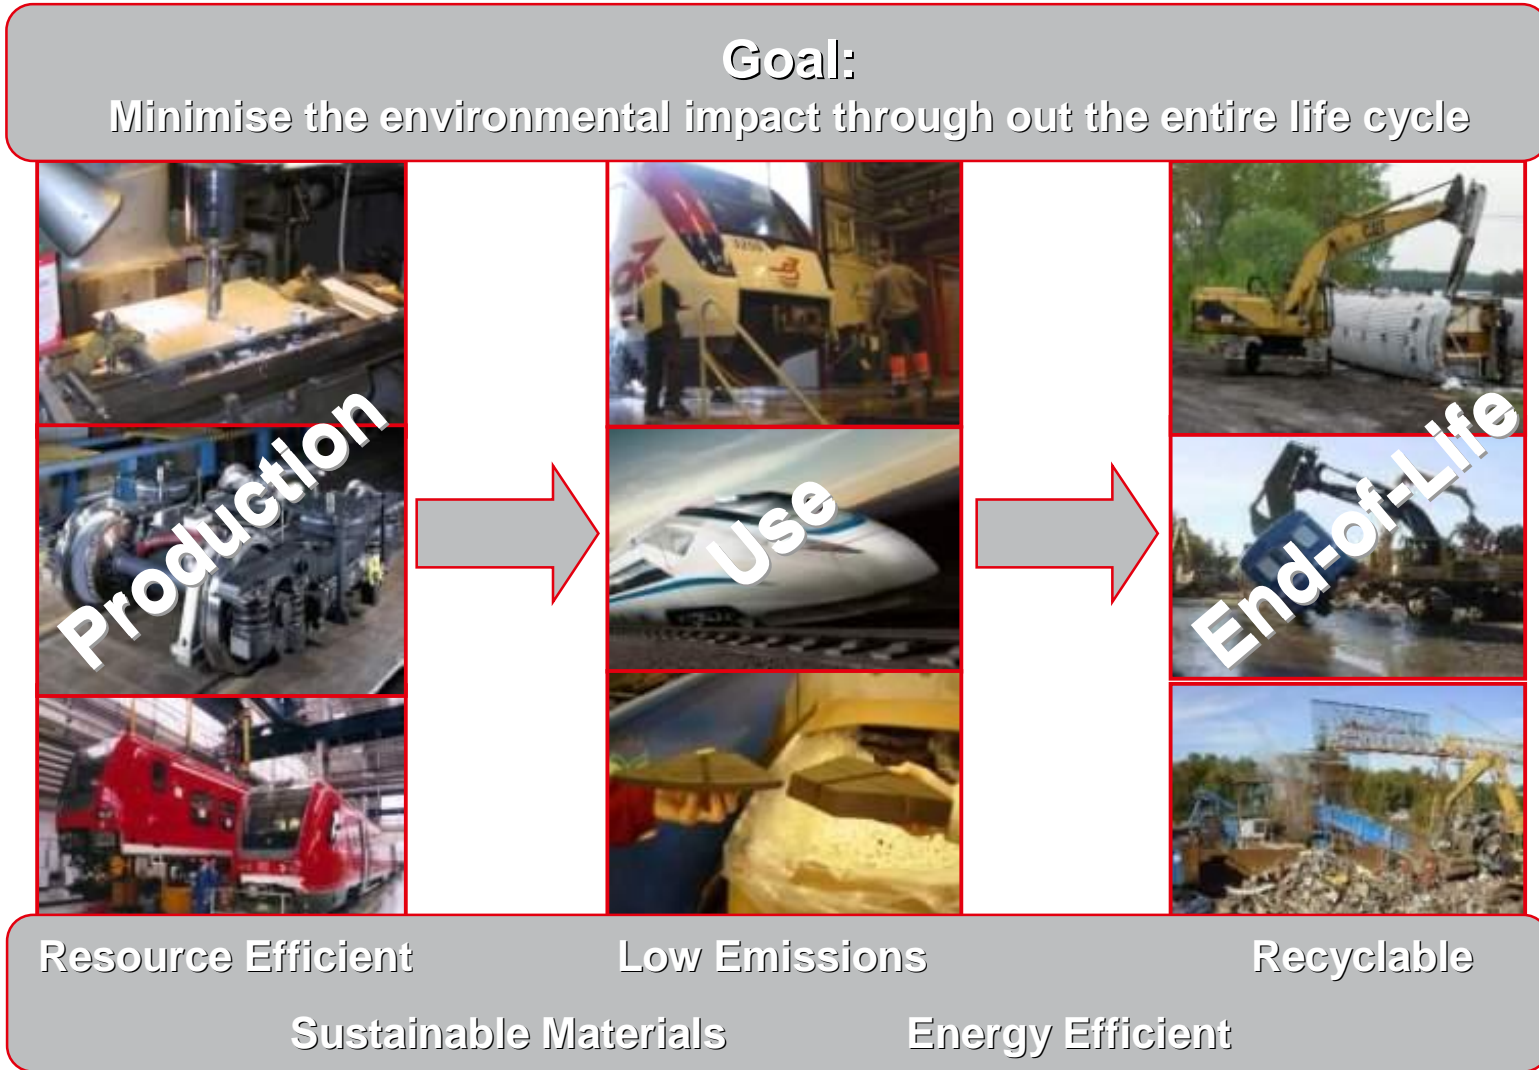 Goal:
Minimise the environmental impact through out the entire life cycle
Production
Use
End-of-Life
CAT
Resource Efficient
Low Emissions
Recyclable
Sustainable Materials
Energy Efficient